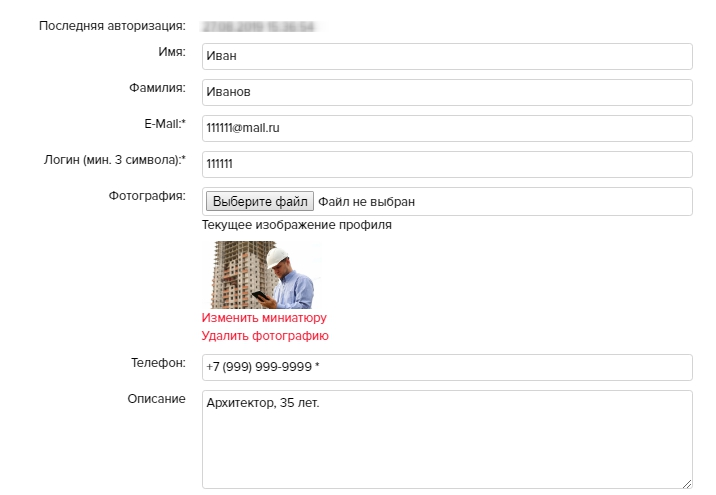 Последняя авторизация:
Имя: Иван
Фамилия: Иванов
E-Mail:* 111111@mail.ru
Логин (мин. 3 символа):* 111111
Фотография: Выберите файл Файл не выбран
Текущее изображение профиля
Изменить миниатюру
Удалить фотографию
Телефон: +7 (999) 999-9999 *
Описание Архитектор, 35 лет.